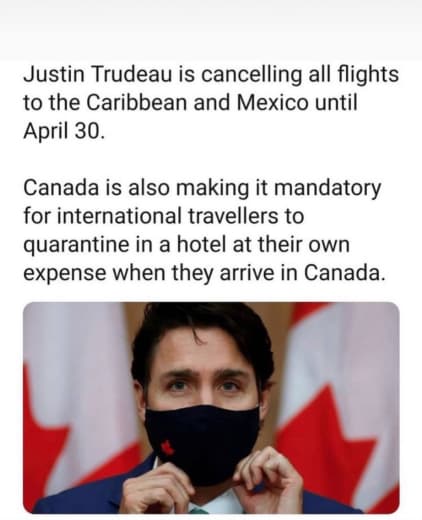 Justin Trudeau is cancelling all flights
to the Caribbean and Mexico until
April 30.
Canada is also making it mandatory
for international travellers to
quarantine in a hotel at their own
expense when they arrive in Canada.